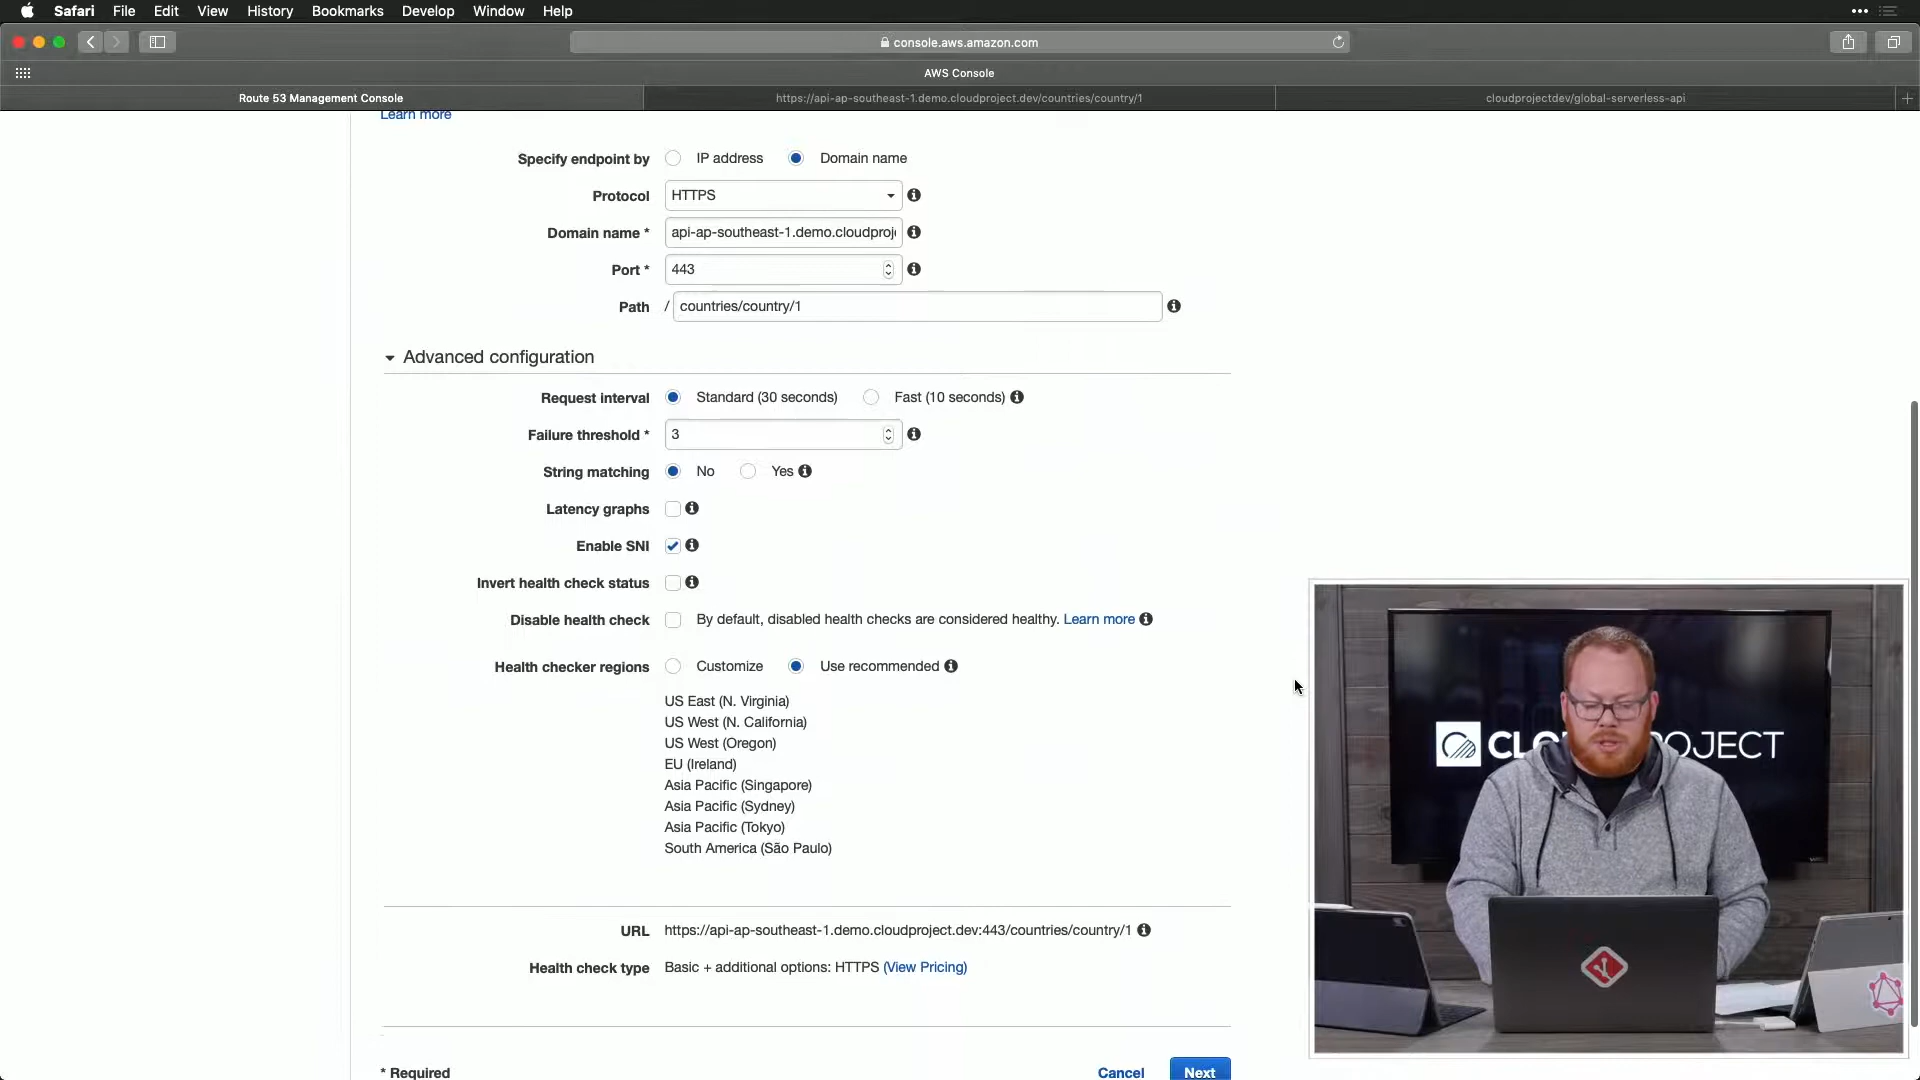 Safari File Edit View History Bookmarks Develop Window Help
console.aws.amazon.com
AWS Console
Route 53 Management Console
https://api-ap-southeast-1.demo.cloudproject.dev/countries/country/1
cloudprojectdev/global-serverless-api
Learn more
Specify endpoint by IP address Domain name
Protocol HTTPS
Domain name * api-ap-southeast-1.demo.cloudproj
Port * 443
Path / countries/country/1
Advanced configuration
Request interval Standard (30 seconds) Fast (10 seconds)
Failure threshold * 3
String matching No Yes
Latency graphs
Enable SNI
Invert health check status
Disable health check By default, disabled health checks are considered healthy. Learn more
Health checker regions Customize Use recommended
US East (N. Virginia)
US West (N. California)
US West (Oregon)
EU (Ireland)
Asia Pacific (Singapore)
Asia Pacific (Sydney)
Asia Pacific (Tokyo)
South America (São Paulo)
URL https://api-ap-southeast-1.demo.cloudproject.dev:443/countries/country/1
Health check type Basic + additional options: HTTPS (View Pricing)
* Required Cancel Next
CLO OJECT